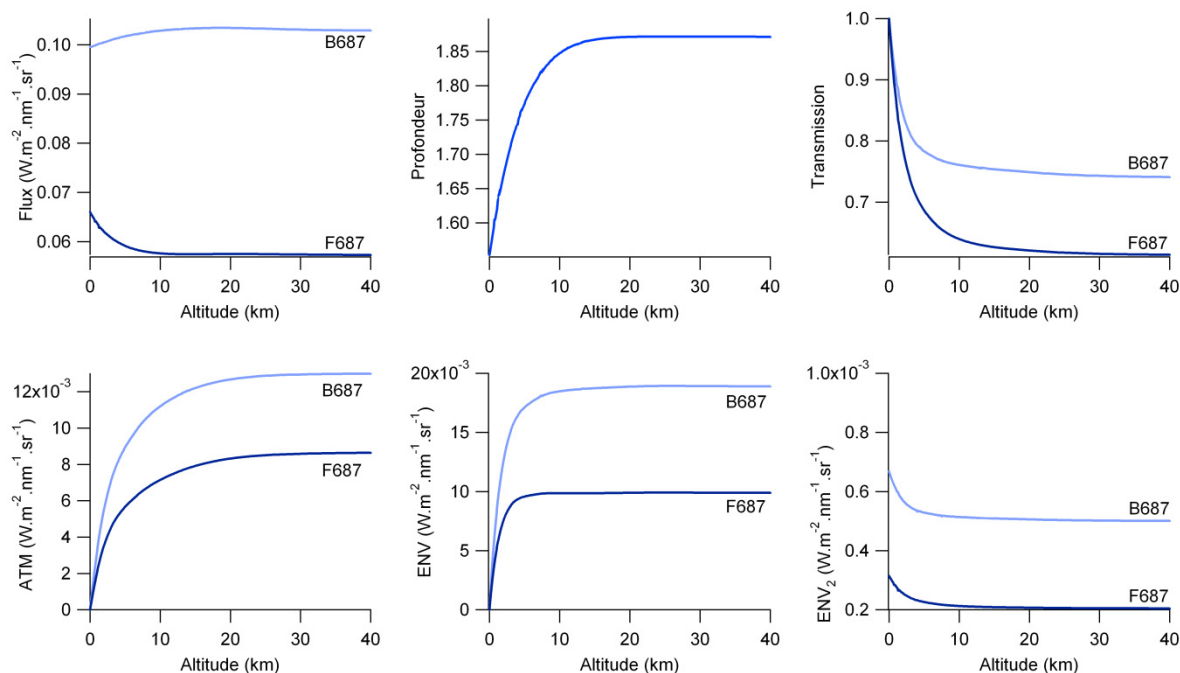 Flux (W.m⁻².nm⁻¹.sr⁻¹)
0.10
0.09
0.08
0.07
0.06
B687
F687
0 10 20 30 40
Altitude (km)
Profondeur
1.85
1.80
1.75
1.70
1.65
1.60
0 10 20 30 40
Altitude (km)
Transmission
1.0
0.9
0.8
0.7
B687
F687
0 10 20 30 40
Altitude (km)
ATM (W.m⁻².nm⁻¹.sr⁻¹)
12x10⁻³
10
8
6
4
2
0
B687
F687
0 10 20 30 40
Altitude (km)
ENV (W.m⁻².nm⁻¹.sr⁻¹)
20x10⁻³
15
10
5
0
B687
F687
0 10 20 30 40
Altitude (km)
ENV₂ (W.m⁻².nm⁻¹.sr⁻¹)
1.0x10⁻³
0.8
0.6
0.4
0.2
B687
F687
0 10 20 30 40
Altitude (km)